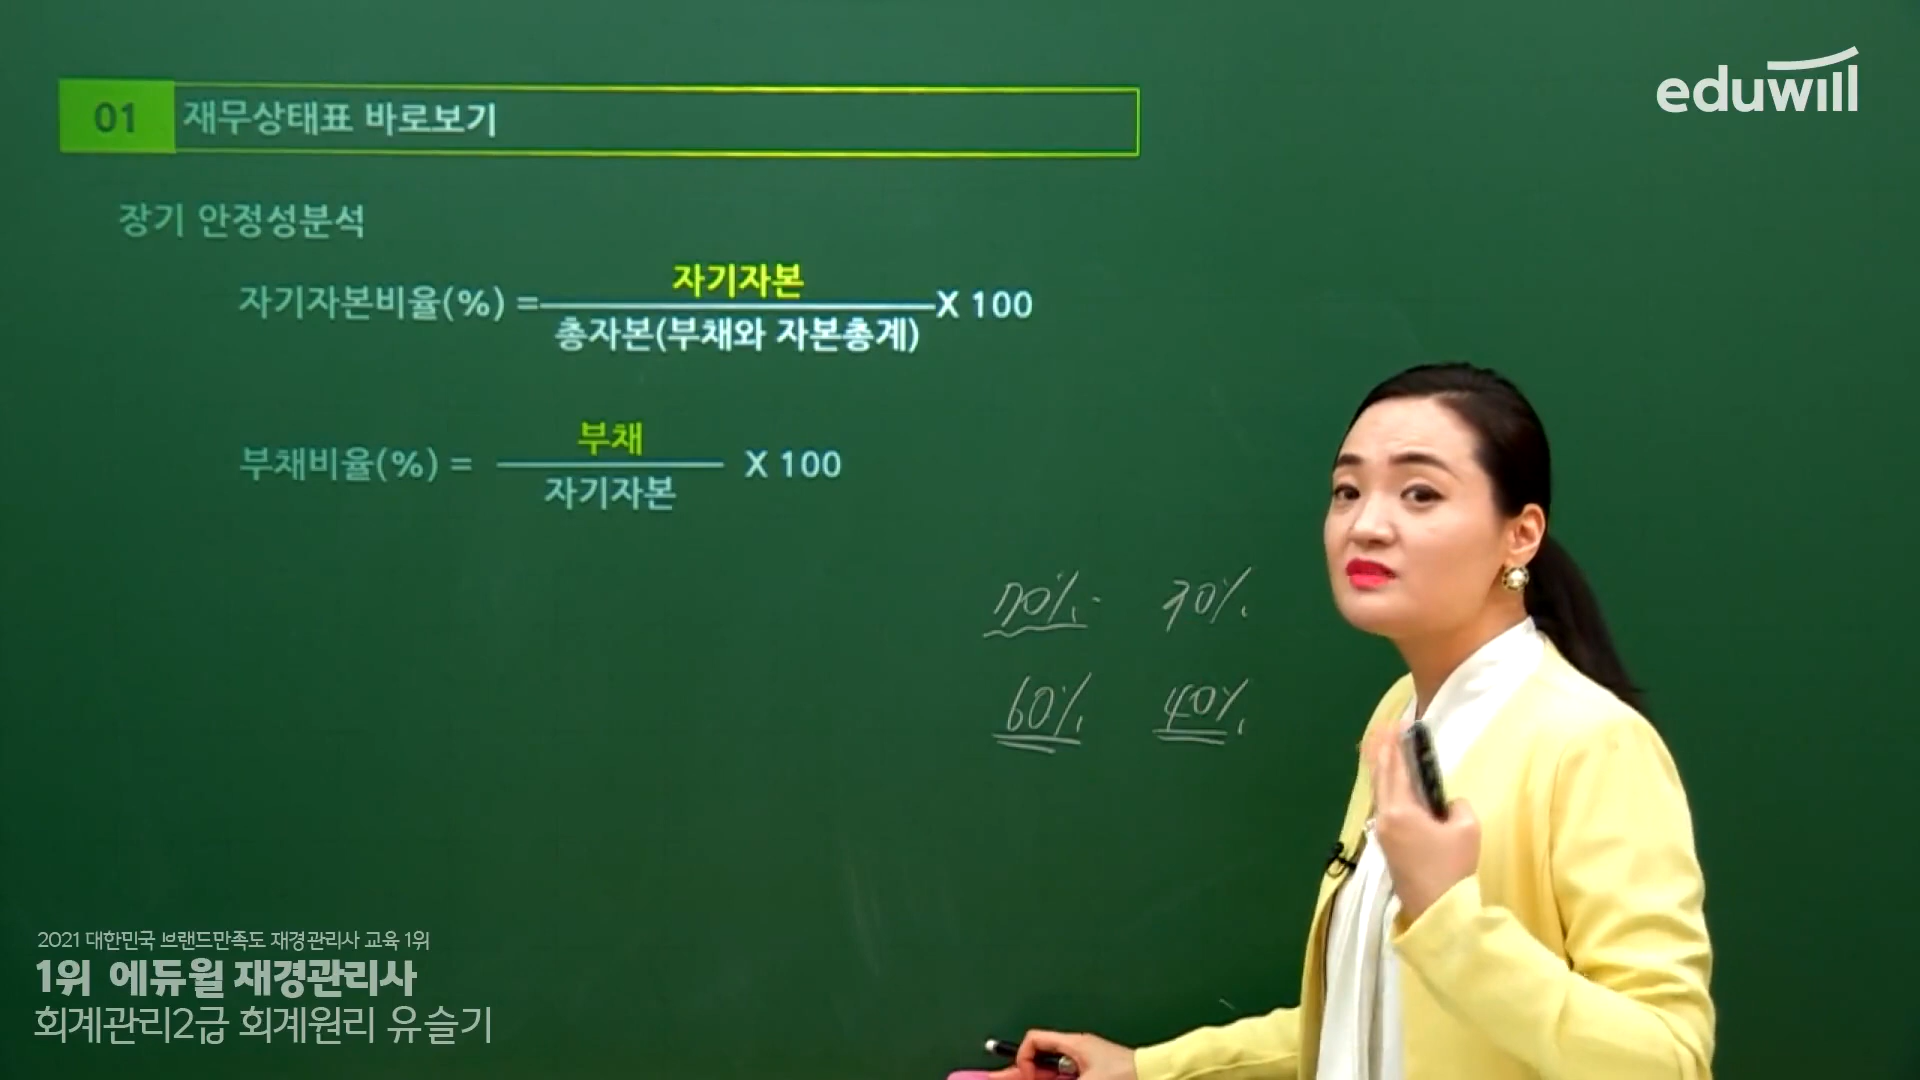 eduwill
01 재무상태표 바로보기
장기 안정성분석
자기자본비율(%) = 자기자본 X 100
총자본(부채와 자본총계)
부채비율(%) = 부채 X 100
자기자본
70% 30%
60% 40%
2021 대한민국 브랜드만족도 재경관리사 교육 1위
1위 에듀윌 재경관리사
회계관리2급 회계원리 유슬기